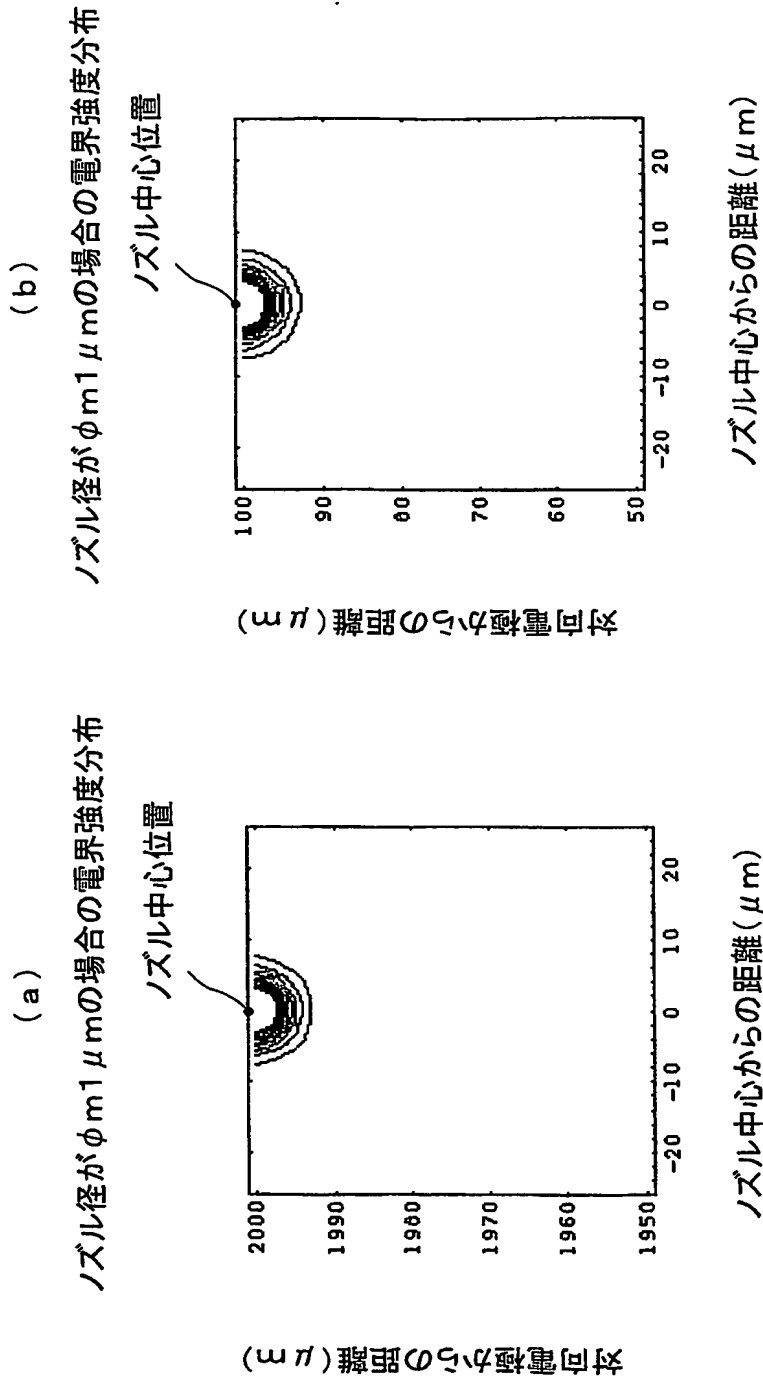 (a)
ノズル径がφm1μmの場合の電界強度分布
ノズル中心位置
対向電極からの距離(μm)
2000
1990
1980
1970
1960
1950
-20
-10
0
10
20
ノズル中心からの距離(μm)
(b)
ノズル径がφm1μmの場合の電界強度分布
ノズル中心位置
対向電極からの距離(μm)
100
90
80
70
60
50
-20
-10
0
10
20
ノズル中心からの距離(μm)